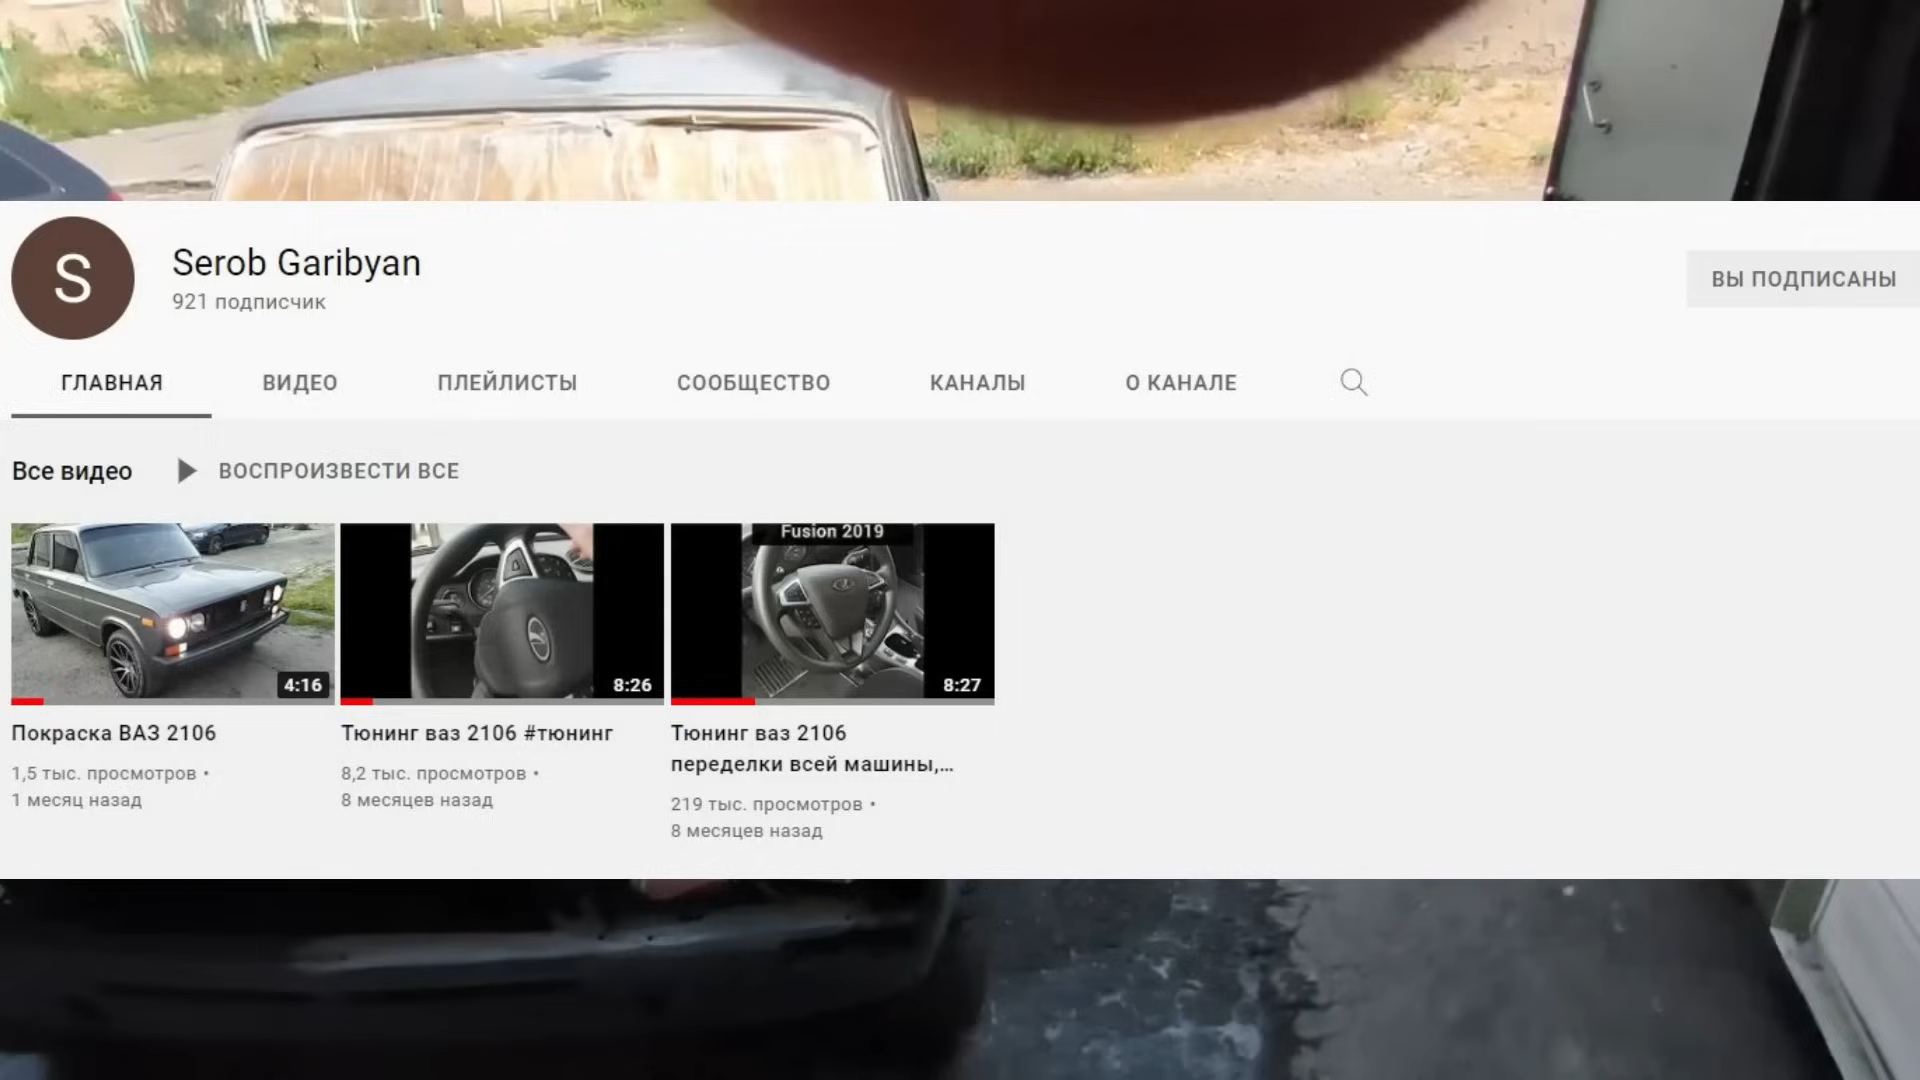 S
Serob Garibyan
921 подписчик
ВЫ ПОДПИСАНЫ
ГЛАВНАЯ ВИДЕО ПЛЕЙЛИСТЫ СООБЩЕСТВО КАНАЛЫ О КАНАЛЕ
Все видео ВОСПРОИЗВЕСТИ ВСЕ
4:16
Покраска ВАЗ 2106
1,5 тыс. просмотров •
1 месяц назад
8:26
Тюнинг ваз 2106 #тюнинг
8,2 тыс. просмотров •
8 месяцев назад
Fusion 2019
8:27
Тюнинг ваз 2106
переделки всей машины,…
219 тыс. просмотров •
8 месяцев назад